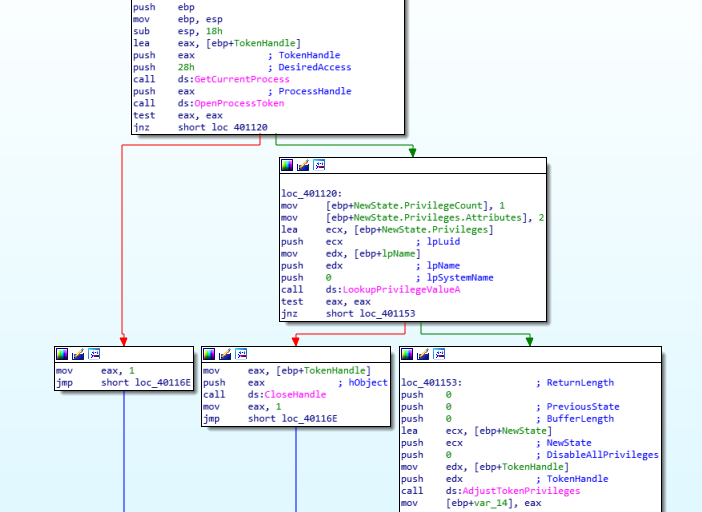 push ebp
mov ebp, esp
sub esp, 18h
lea eax, [ebp+TokenHandle]
push eax ; TokenHandle
push 28h ; DesiredAccess
call ds:GetCurrentProcess
push eax ; ProcessHandle
call ds:OpenProcessToken
test eax, eax
jnz short loc_401120
loc_401120:
mov [ebp+NewState.PrivilegeCount], 1
mov [ebp+NewState.Privileges.Attributes], 2
lea ecx, [ebp+NewState.Privileges]
push ecx ; lpLuid
mov edx, [ebp+lpName]
push edx ; lpName
push 0 ; lpSystemName
call ds:LookupPrivilegeValueA
test eax, eax
jnz short loc_401153
mov eax, 1
jmp short loc_40116E
mov eax, [ebp+TokenHandle]
push eax ; hObject
call ds:CloseHandle
mov eax, 1
jmp short loc_40116E
loc_401153: ; ReturnLength
push 0
push 0 ; PreviousState
push 0 ; BufferLength
lea ecx, [ebp+NewState]
push ecx ; NewState
push 0 ; DisableAllPrivileges
mov edx, [ebp+TokenHandle]
push edx ; TokenHandle
call ds:AdjustTokenPrivileges
mov [ebp+var_14], eax